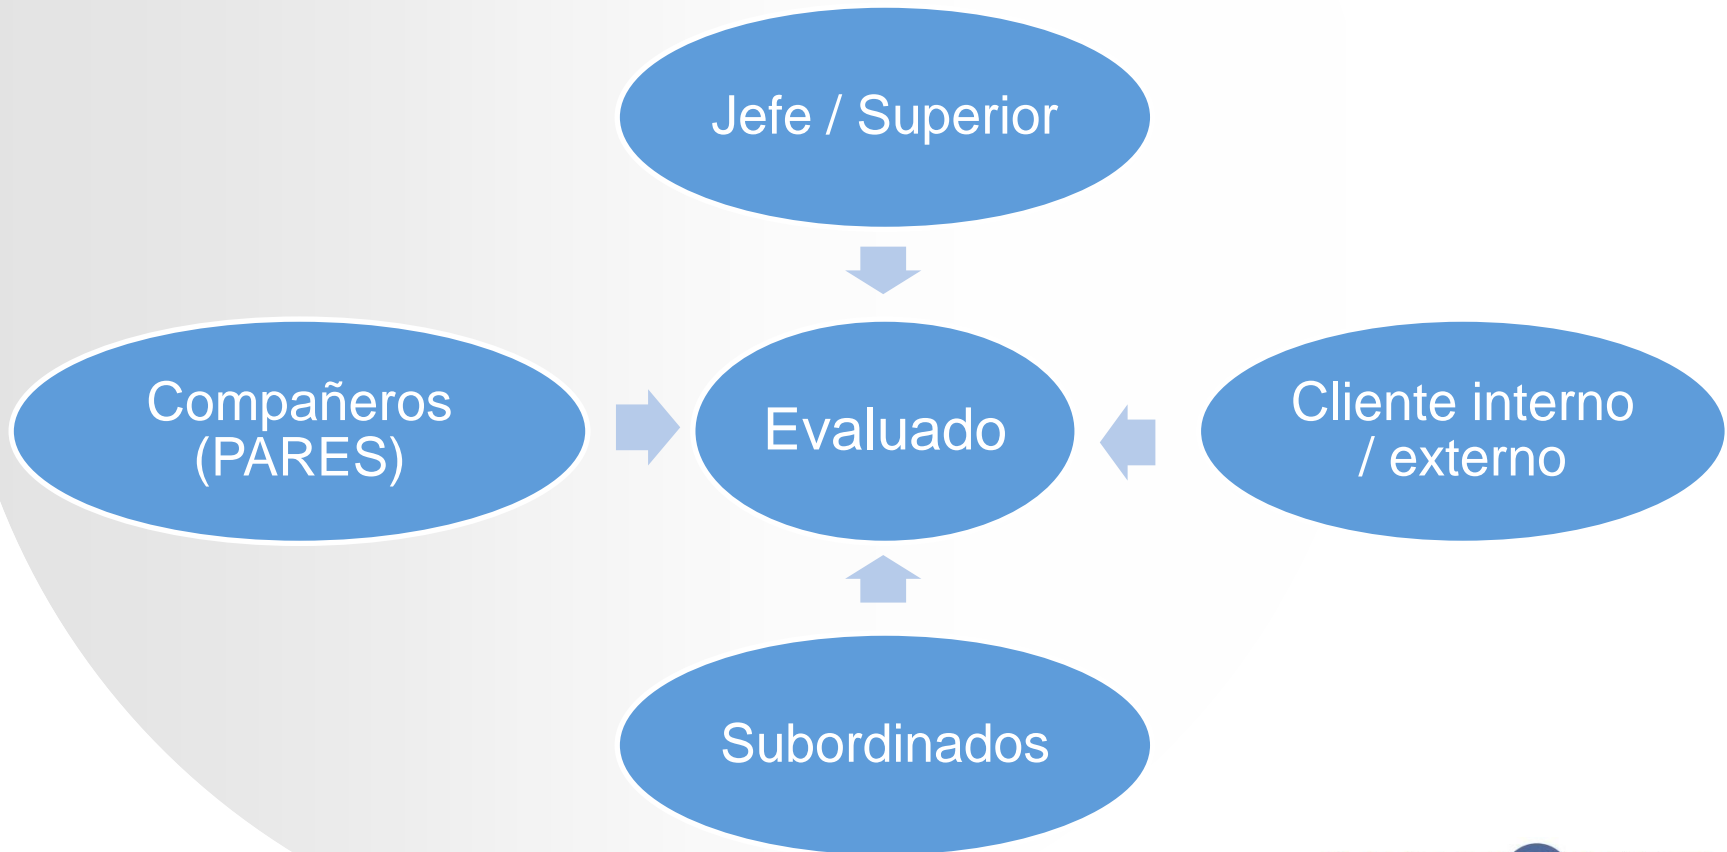 Jefe / Superior
Compañeros
(PARES)
Evaluado
Cliente interno
/ externo
Subordinados